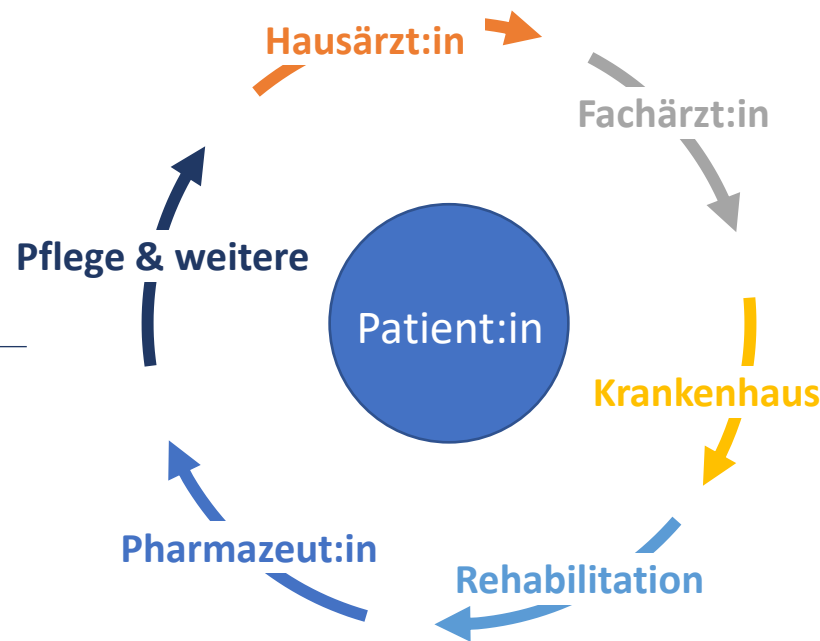 Hausärzt:in
Fachärzt:in
Pflege & weitere
Patient:in
Krankenhaus
Pharmazeut:in
Rehabilitation